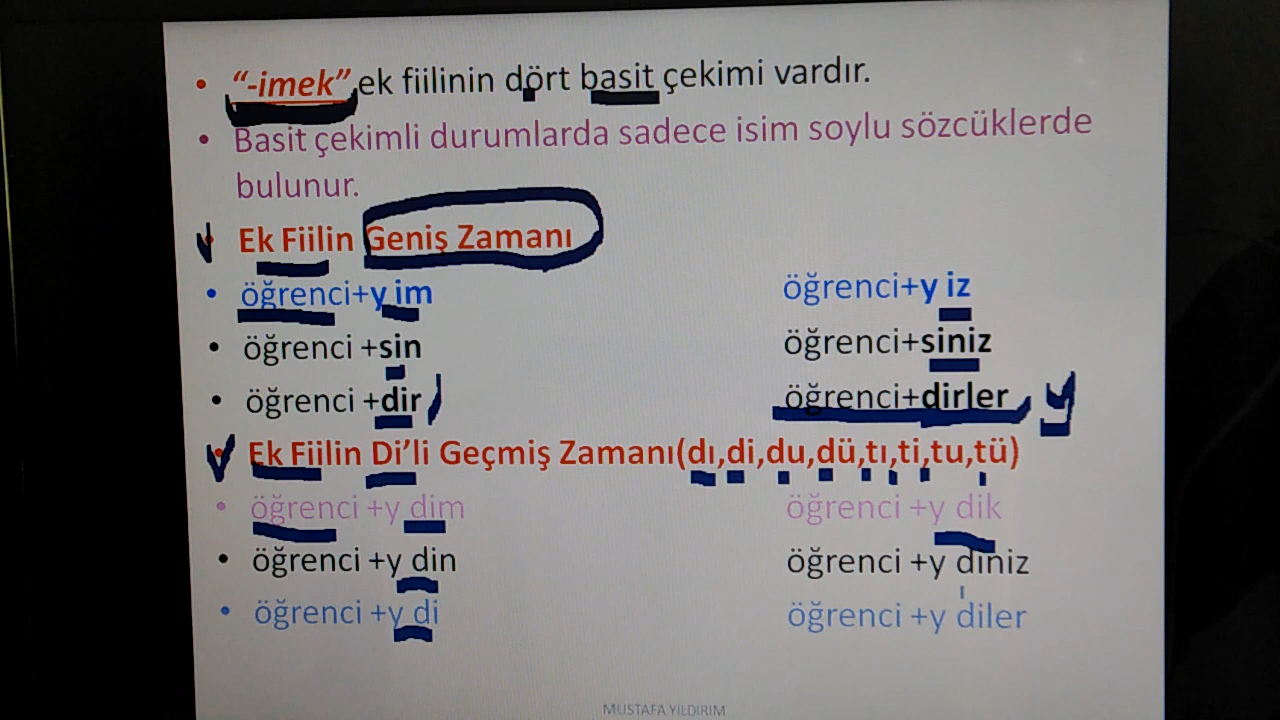 • “-imek” ek fiilinin dört basit çekimi vardır.
• Basit çekimli durumlarda sadece isim soylu sözcüklerde
bulunur.
• Ek Fiilin Geniş Zamanı
• öğrenci+y im öğrenci+y iz
• öğrenci +sin öğrenci+siniz
• öğrenci +dir öğrenci+dirler y
• Ek Fiilin Di’li Geçmiş Zamanı(dı,di,du,dü,tı,ti,tu,tü)
• öğrenci +y dim öğrenci +y dik
• öğrenci +y din öğrenci +y diniz
• öğrenci +y di öğrenci +y diler
MUSTAFA YILDIRIM